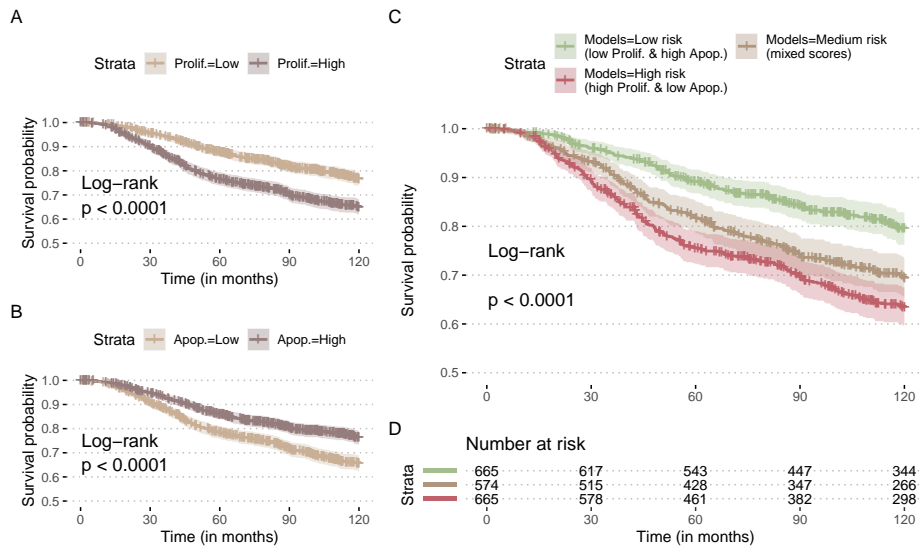 A
Strata Prolif.=Low Prolif.=High
Survival probability
1.0
0.9
0.8
0.7
0.6
0.5
Log-rank
p < 0.0001
0 30 60 90 120
Time (in months)
B
Strata Apop.=Low Apop.=High
Survival probability
1.0
0.9
0.8
0.7
0.6
0.5
Log-rank
p < 0.0001
0 30 60 90 120
Time (in months)
C
Strata
Models=Low risk
(low Prolif. & high Apop.)
Models=High risk
(high Prolif. & low Apop.)
Models=Medium risk
(mixed scores)
Survival probability
1.0
0.9
0.8
0.7
0.6
0.5
Log-rank
p < 0.0001
0 30 60 90 120
Time (in months)
D
Number at risk
Strata
665 617 543 447 344
574 515 428 347 266
665 578 461 382 298
0 30 60 90 120
Time (in months)